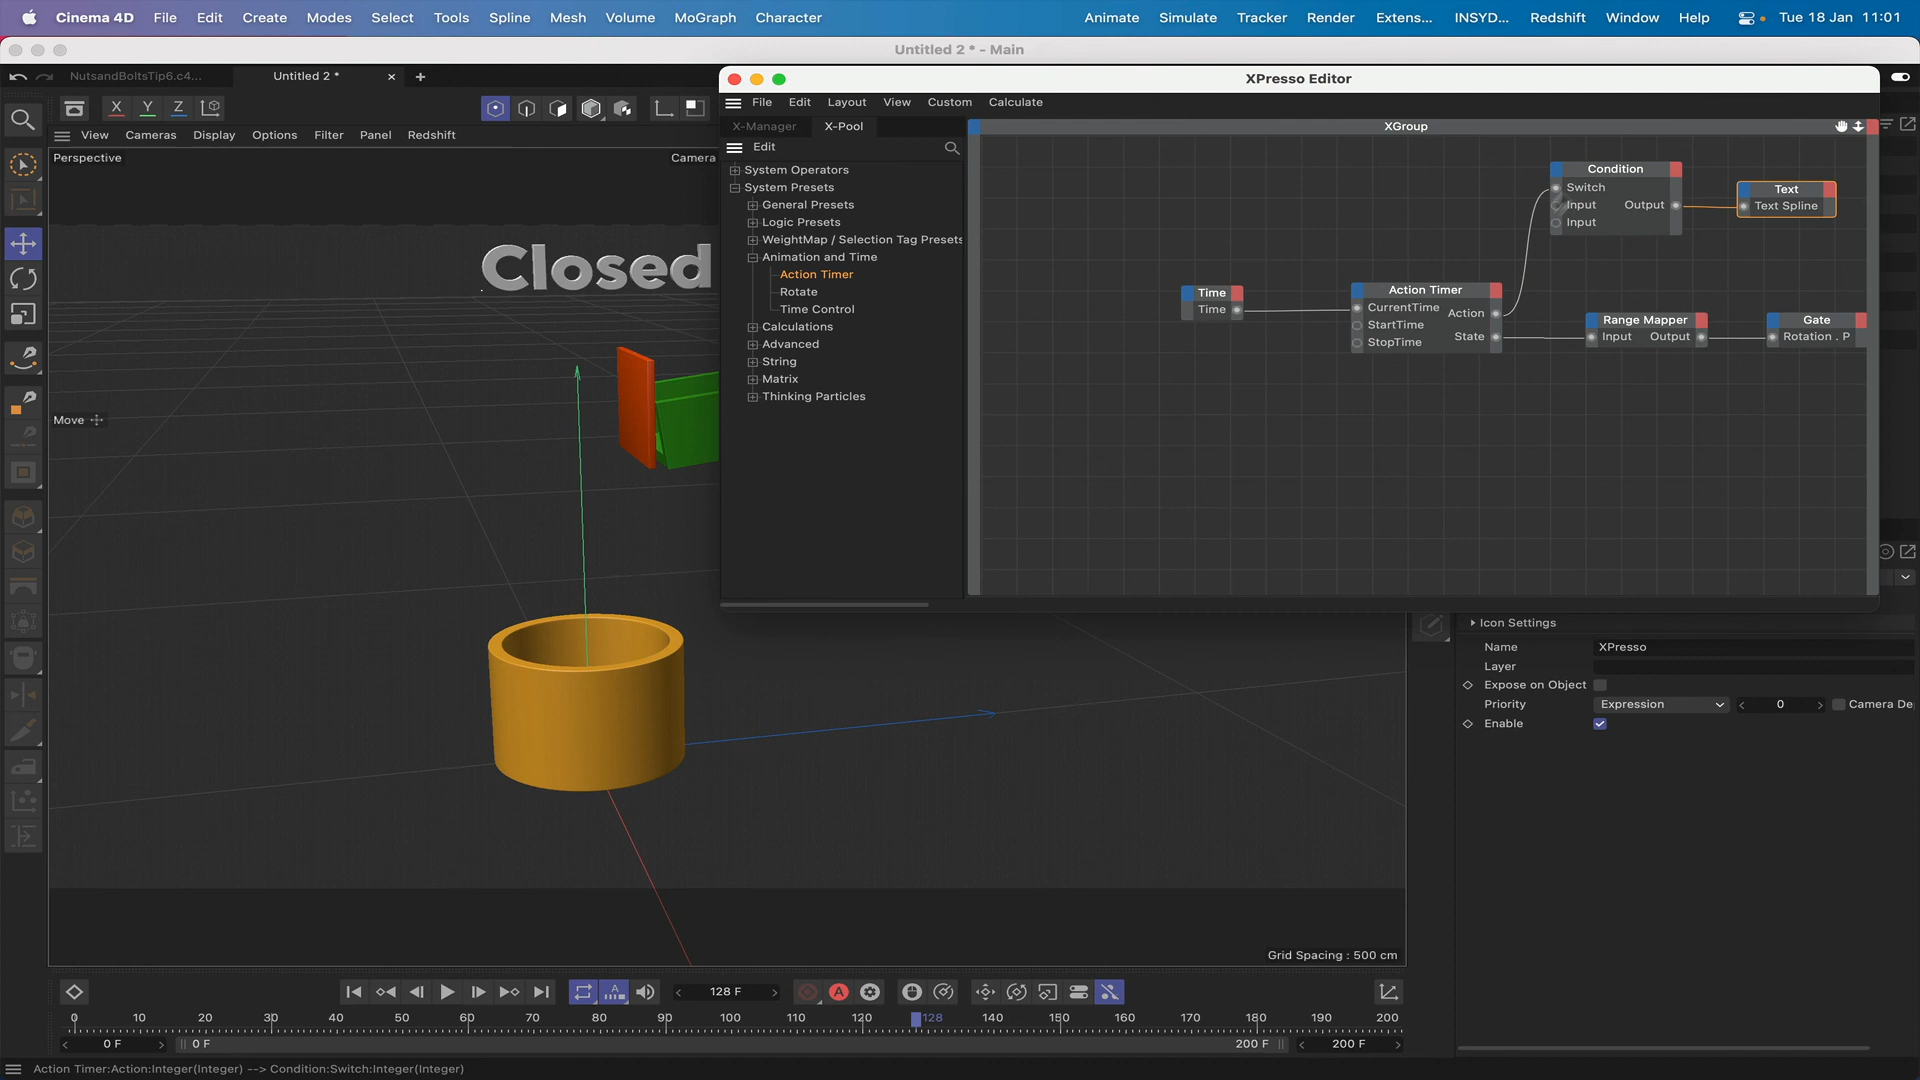 Cinema 4D File Edit Create Modes Select Tools Spline Mesh Volume MoGraph Character Animate Simulate Tracker Render Extens... INSYD... Redshift Window Help Tue 18 Jan 11:01
Untitled 2 * - Main
NutsandBoltsTip6.c4... Untitled 2 *
XPresso Editor
X Y Z
File Edit Layout View Custom Calculate
View Cameras Display Options Filter Panel Redshift
X-Manager X-Pool
XGroup
Edit
Perspective
Camera
System Operators
System Presets
General Presets
Logic Presets
WeightMap / Selection Tag Presets
Animation and Time
Action Timer
Rotate
Time Control
Calculations
Advanced
String
Matrix
Thinking Particles
Condition
Switch
Input Output
Input
Text
Text Spline
Time
Time
Action Timer
CurrentTime Action
StartTime
StopTime State
Range Mapper
Input Output
Gate
Rotation . P
Closed
Move
Icon Settings
Name XPresso
Layer
Expose on Object
Priority Expression 0 Camera De
Enable
Grid Spacing : 500 cm
128 F
A
0 10 20 30 40 50 60 70 80 90 100 110 120 128 140 150 160 170 180 190 200
0 F 0 F 200 F 200 F
Action Timer:Action:Integer(Integer) --> Condition:Switch:Integer(Integer)